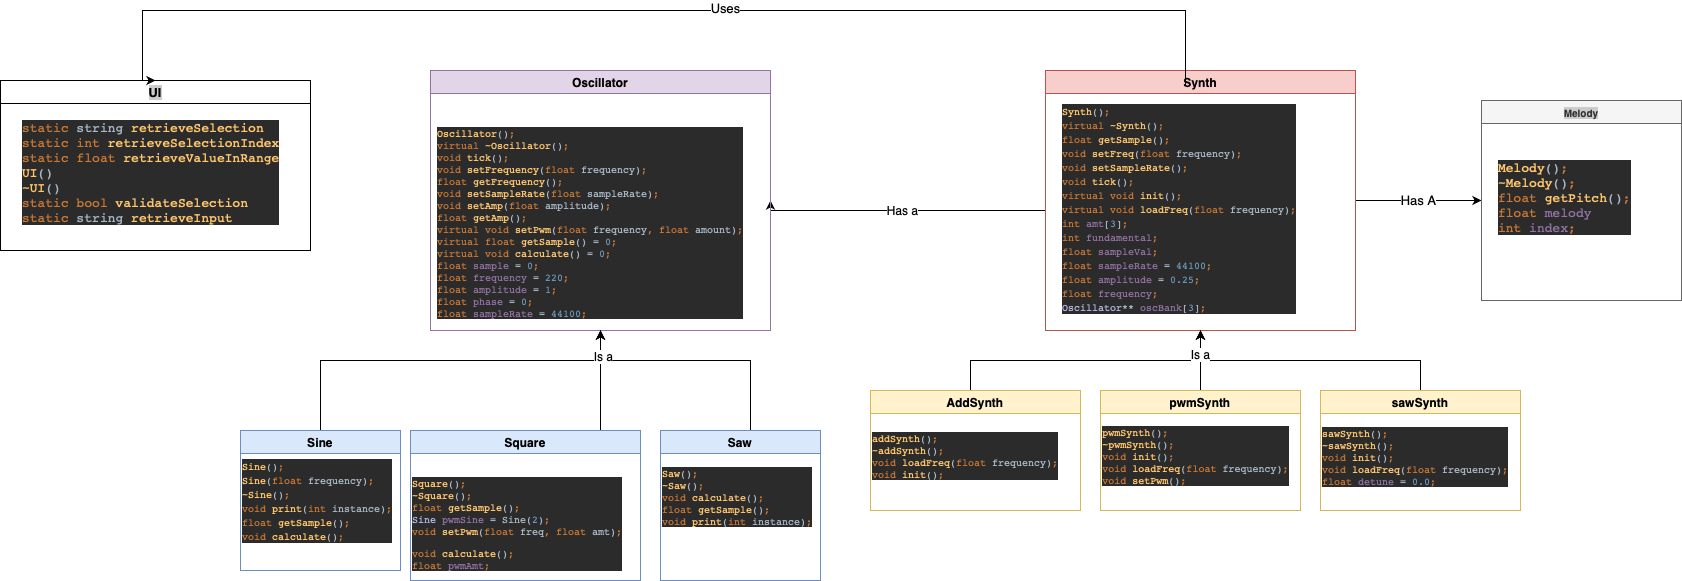 Uses
UI
static string retrieveSelection
static int retrieveSelectionIndex
static float retrieveValueInRange
UI()
~UI()
static bool validateSelection
static string retrieveInput
Oscillator
Oscillator();
virtual ~Oscillator();
void tick();
void setFrequency(float frequency);
float getFrequency();
void setSampleRate(float sampleRate);
void setAmp(float amplitude);
float getAmp();
virtual void setPwm(float frequency, float amount);
virtual float getSample() = 0;
virtual void calculate() = 0;
float sample = 0;
float frequency = 220;
float amplitude = 1;
float phase = 0;
float sampleRate = 44100;
Has a
Synth
Synth();
virtual ~Synth();
float getSample();
void setFreq(float frequency);
void setSampleRate();
void tick();
virtual void init();
virtual void loadFreq(float frequency);
int amt[3];
int fundamental;
float sampleVal;
float sampleRate = 44100;
float amplitude = 0.25;
float frequency;
Oscillator** oscBank[3];
Has A
Melody
Melody();
~Melody();
float getPitch();
float melody
int index;
Is a
Is a
Sine
Sine();
Sine(float frequency);
~Sine();
void print(int instance);
float getSample();
void calculate();
Square
Square();
~Square();
float getSample();
Sine pwmSine = Sine(2);
void setPwm(float freq, float amt);
void calculate();
float pwmAmt;
Saw
Saw();
~Saw();
void calculate();
float getSample();
void print(int instance);
AddSynth
addSynth();
~addSynth();
void loadFreq(float frequency);
void init();
pwmSynth
pwmSynth();
~pwmSynth();
void init();
void loadFreq(float frequency);
void setPwm();
sawSynth
sawSynth();
~sawSynth();
void init();
void loadFreq(float frequency);
float detune = 0.0;